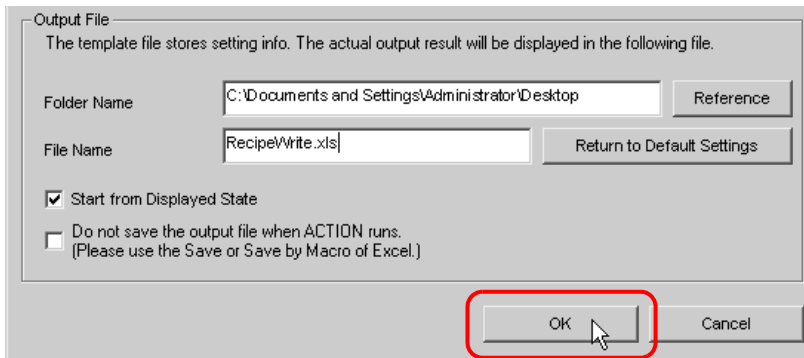 Output File
The template file stores setting info. The actual output result will be displayed in the following file.
Folder Name C:\Documents and Settings\Administrator\Desktop Reference
File Name RecipeWrite.xls Return to Default Settings
Start from Displayed State
Do not save the output file when ACTION runs.
(Please use the Save or Save by Macro of Excel.)
OK Cancel